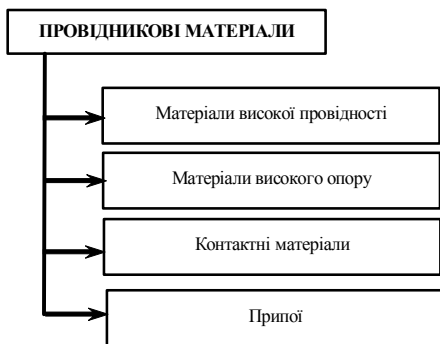 ПРОВІДНИКОВІ МАТЕРІАЛИ
Матеріали високої провідності
Матеріали високого опору
Контактні матеріали
Припої